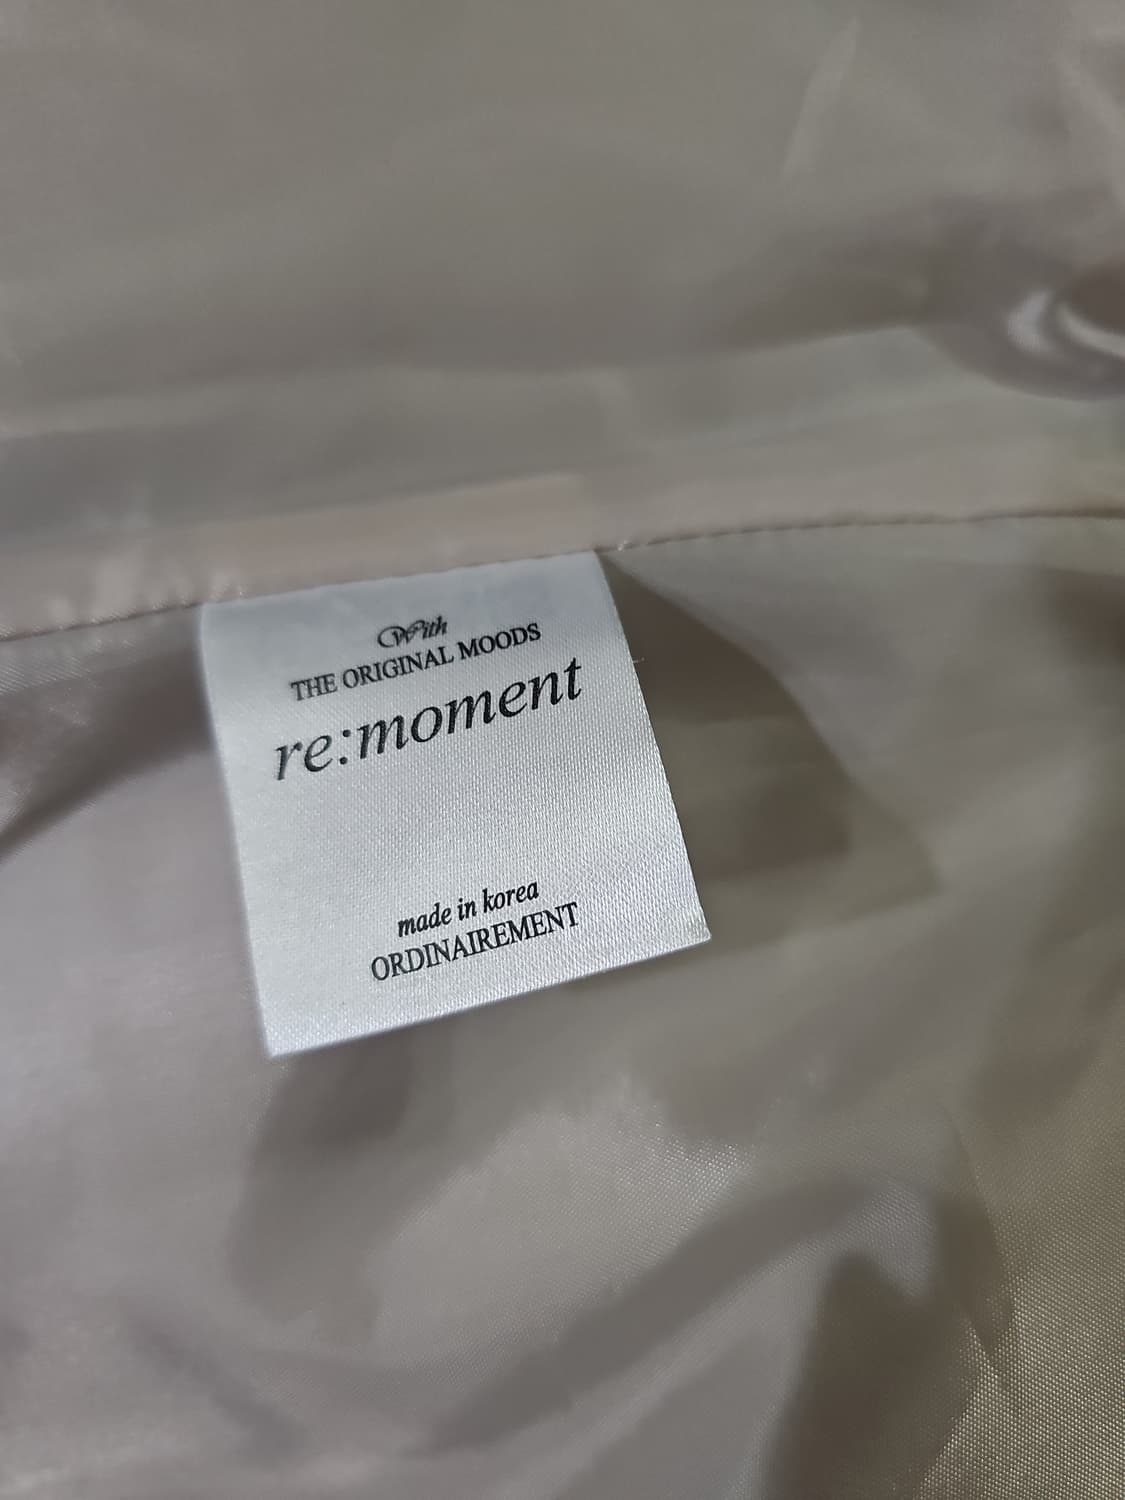 With
THE ORIGINAL MOODS
re:moment
made in korea
ORDINAIREMENT